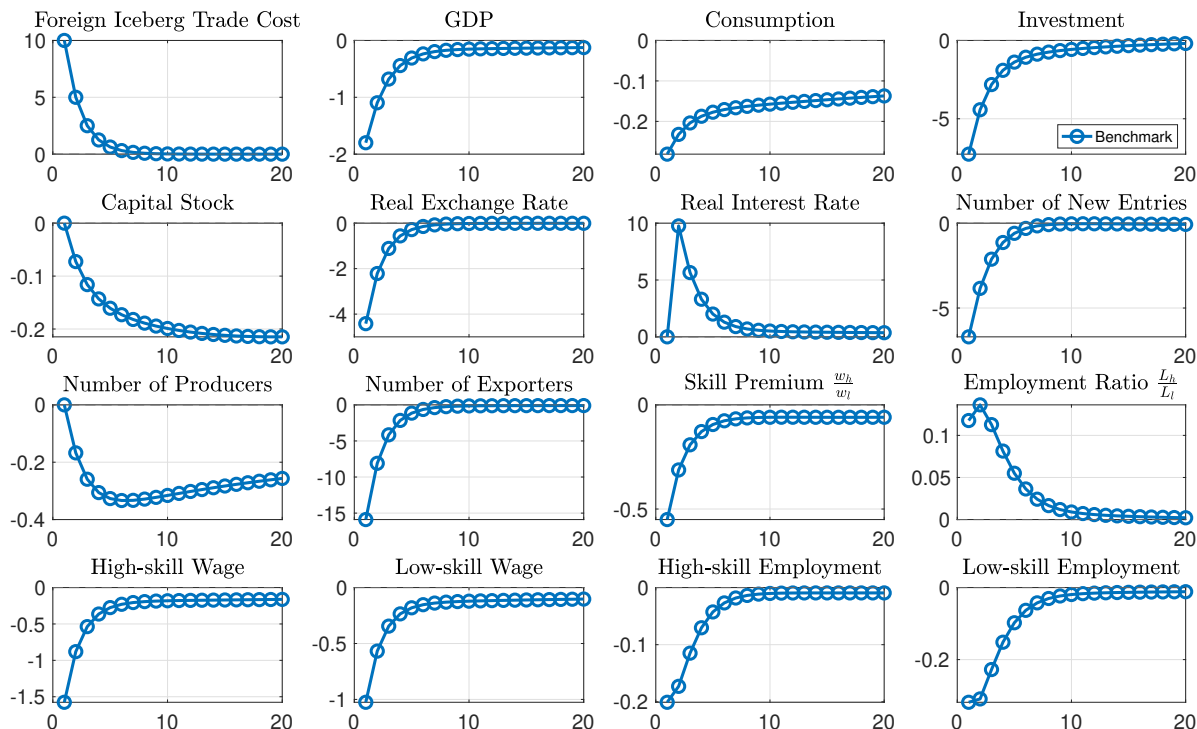 Foreign Iceberg Trade Cost
10
5
0
0 10 20
GDP
0
-1
-2
0 10 20
Consumption
0
-0.1
-0.2
0 10 20
Investment
0
-5
Benchmark
0 10 20
Capital Stock
0
-0.1
-0.2
0 10 20
Real Exchange Rate
0
-2
-4
0 10 20
Real Interest Rate
10
5
0
0 10 20
Number of New Entries
0
-5
0 10 20
Number of Producers
0
-0.2
-0.4
0 10 20
Number of Exporters
0
-5
-10
-15
0 10 20
Skill Premium w_h/w_l
0
-0.5
0 10 20
Employment Ratio L_h/L_l
0.1
0.05
0
0 10 20
High-skill Wage
0
-0.5
-1
-1.5
0 10 20
Low-skill Wage
0
-0.5
-1
0 10 20
High-skill Employment
0
-0.1
-0.2
0 10 20
Low-skill Employment
0
-0.2
0 10 20